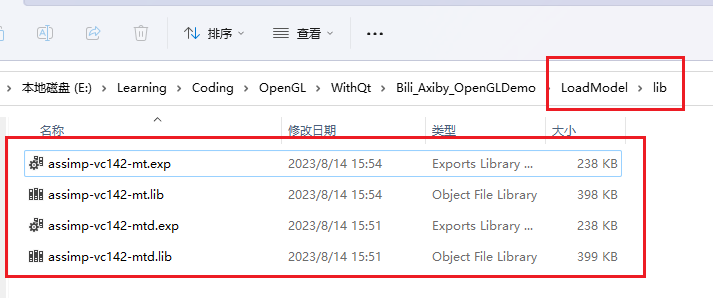 排序 查看 ...
本地磁盘 (E:) > Learning > Coding > OpenGL > WithQt > Bili_Axiby_OpenGLDemo > LoadModel > lib
名称 修改日期 类型 大小
assimp-vc142-mt.exp 2023/8/14 15:54 Exports Library ... 238 KB
assimp-vc142-mt.lib 2023/8/14 15:54 Object File Library 398 KB
assimp-vc142-mtd.exp 2023/8/14 15:51 Exports Library ... 238 KB
assimp-vc142-mtd.lib 2023/8/14 15:51 Object File Library 399 KB